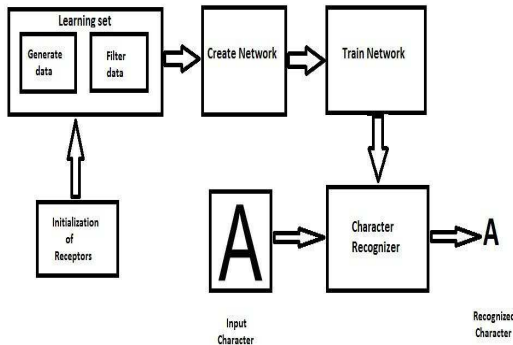 Learning set
Generate
data
Filter
data
Create Network
Train Network
Initialization
of
Receptors
A
Character
Recognizer
A
Input
Character
Recognized
Character